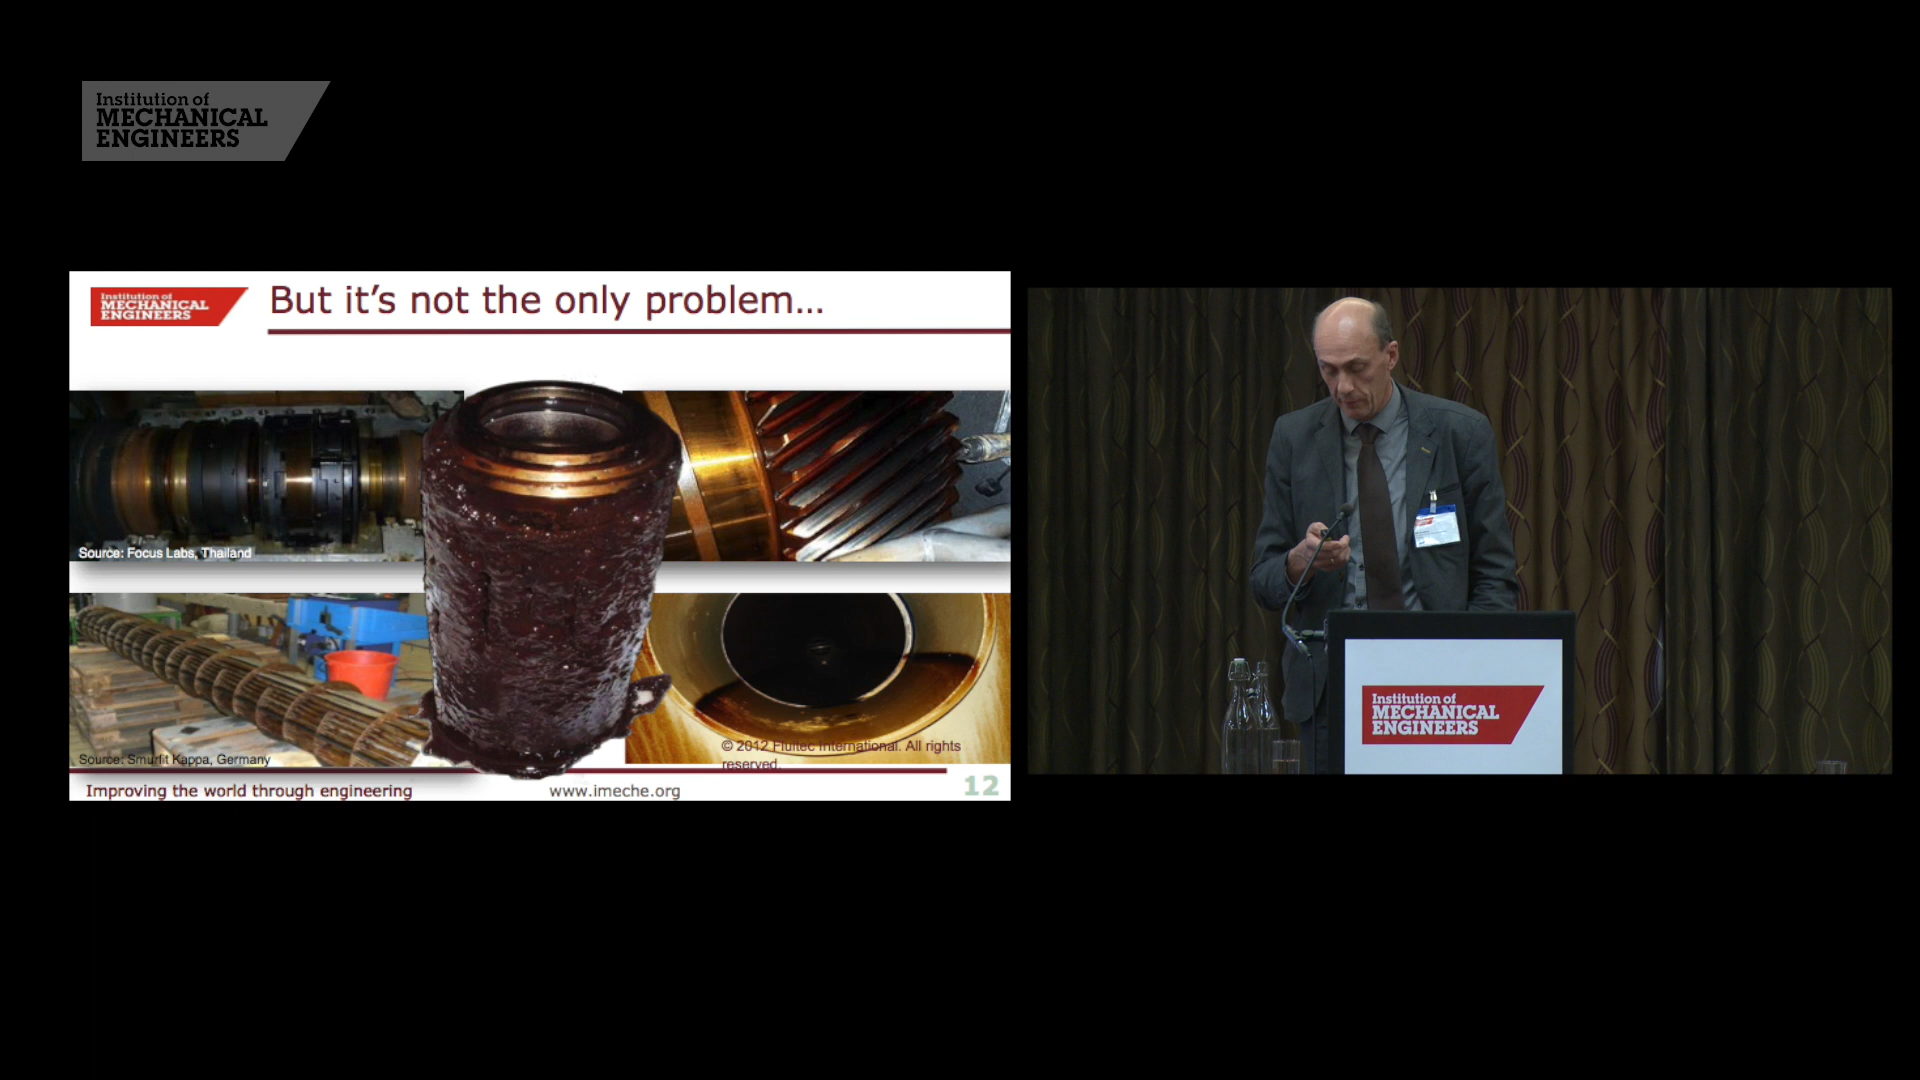 Institution of
MECHANICAL
ENGINEERS
Institution of
MECHANICAL
ENGINEERS
But it's not the only problem...
Source: Focus Labs, Thailand
Source: Smurfit Kappa, Germany
© 2012 Fluitec International. All rights
reserved.
Improving the world through engineering
www.imeche.org
12
Institution of
MECHANICAL
ENGINEERS